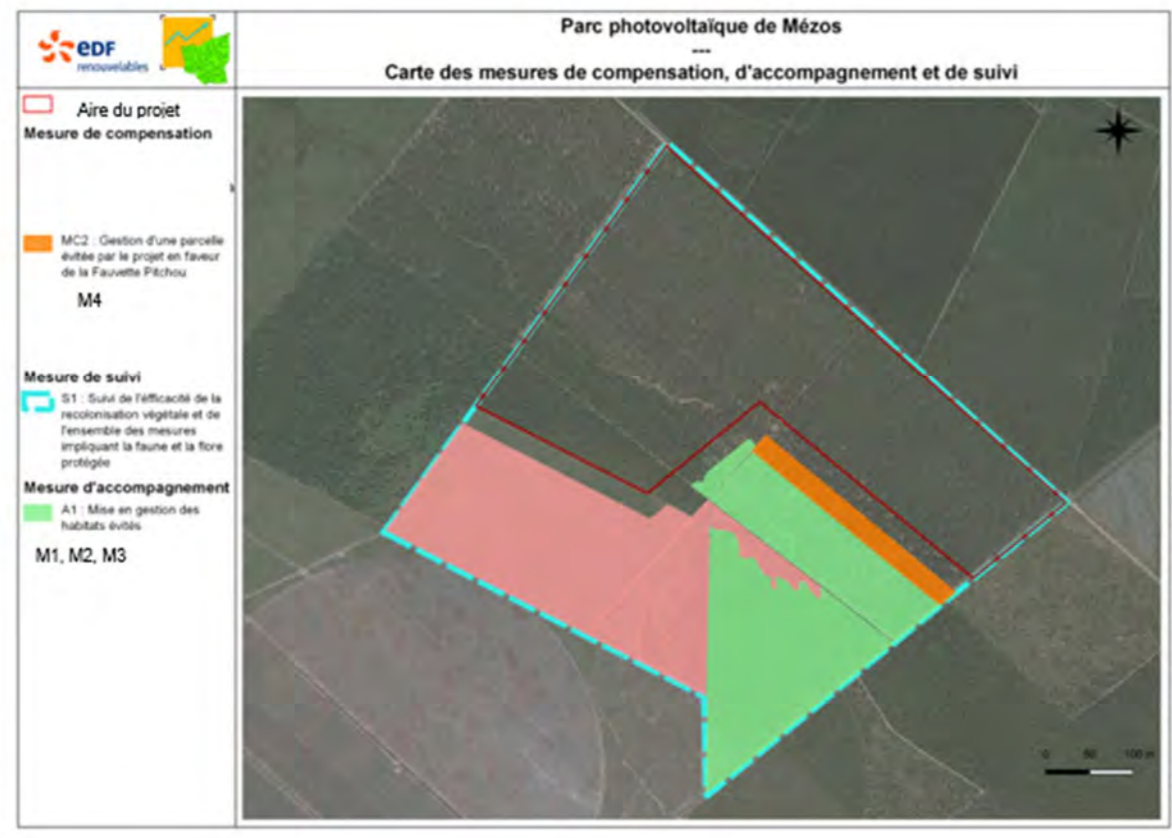 Parc photovoltaïque de Mézos
---
Carte des mesures de compensation, d'accompagnement et de suivi
eDF
renouvelables
Aire du projet
Mesure de compensation
MC2 : Gestion d'une parcelle
évitée par le projet en faveur
de la Fauvette Pitchou
M4
Mesure de suivi
S1 : Suivi de l'éfficacité de la
recolonisation végétale et de
l'ensemble des mesures
impliquant la faune et la flore
protégée
Mesure d'accompagnement
A1 : Mise en gestion des
habitats évités
M1, M2, M3
0 50 100 m